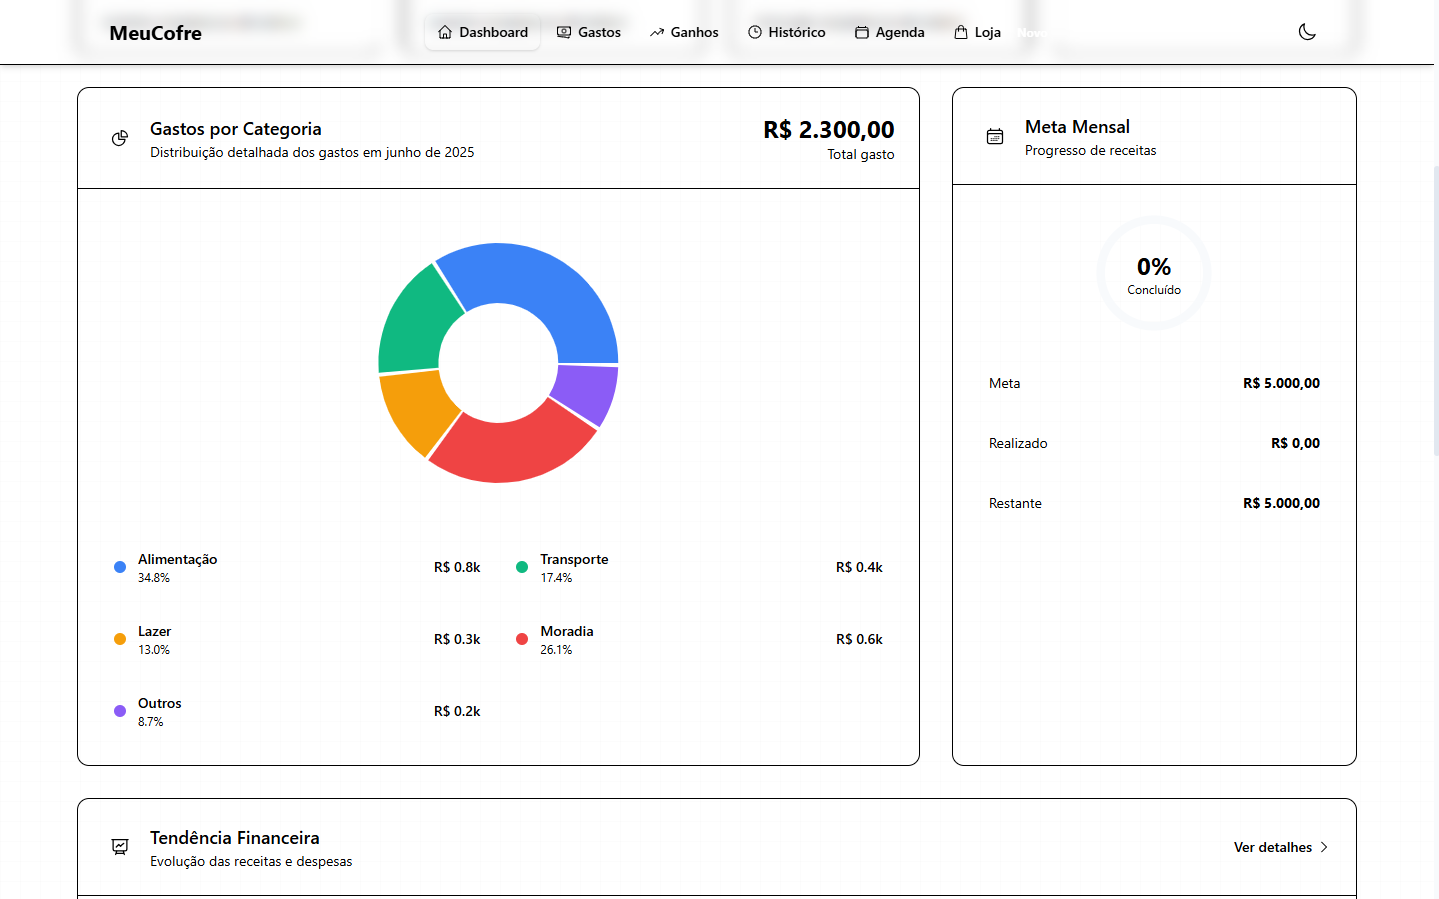 MeuCofre
Dashboard
Gastos
Ganhos
Histórico
Agenda
Loja
Novo
Gastos por Categoria
Distribuição detalhada dos gastos em junho de 2025
R$ 2.300,00
Total gasto
Alimentação
34.8%
R$ 0.8k
Transporte
17.4%
R$ 0.4k
Lazer
13.0%
R$ 0.3k
Moradia
26.1%
R$ 0.6k
Outros
8.7%
R$ 0.2k
Meta Mensal
Progresso de receitas
0%
Concluído
Meta
R$ 5.000,00
Realizado
R$ 0,00
Restante
R$ 5.000,00
Tendência Financeira
Evolução das receitas e despesas
Ver detalhes